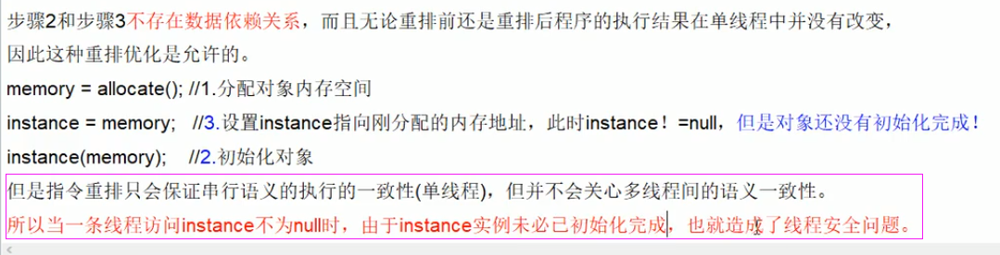 步骤2和步骤3不存在数据依赖关系，而且无论重排前还是重排后程序的执行结果在单线程中并没有改变，
因此这种重排优化是允许的。
memory = allocate(); //1.分配对象内存空间
instance = memory; //3.设置instance指向刚分配的内存地址，此时instance！=null，但是对象还没有初始化完成！
instance(memory); //2.初始化对象
但是指令重排只会保证串行语义的执行的一致性(单线程)，但并不会关心多线程间的语义一致性。
所以当一条线程访问instance不为null时，由于instance实例未必已初始化完成，也就造成了线程安全问题。